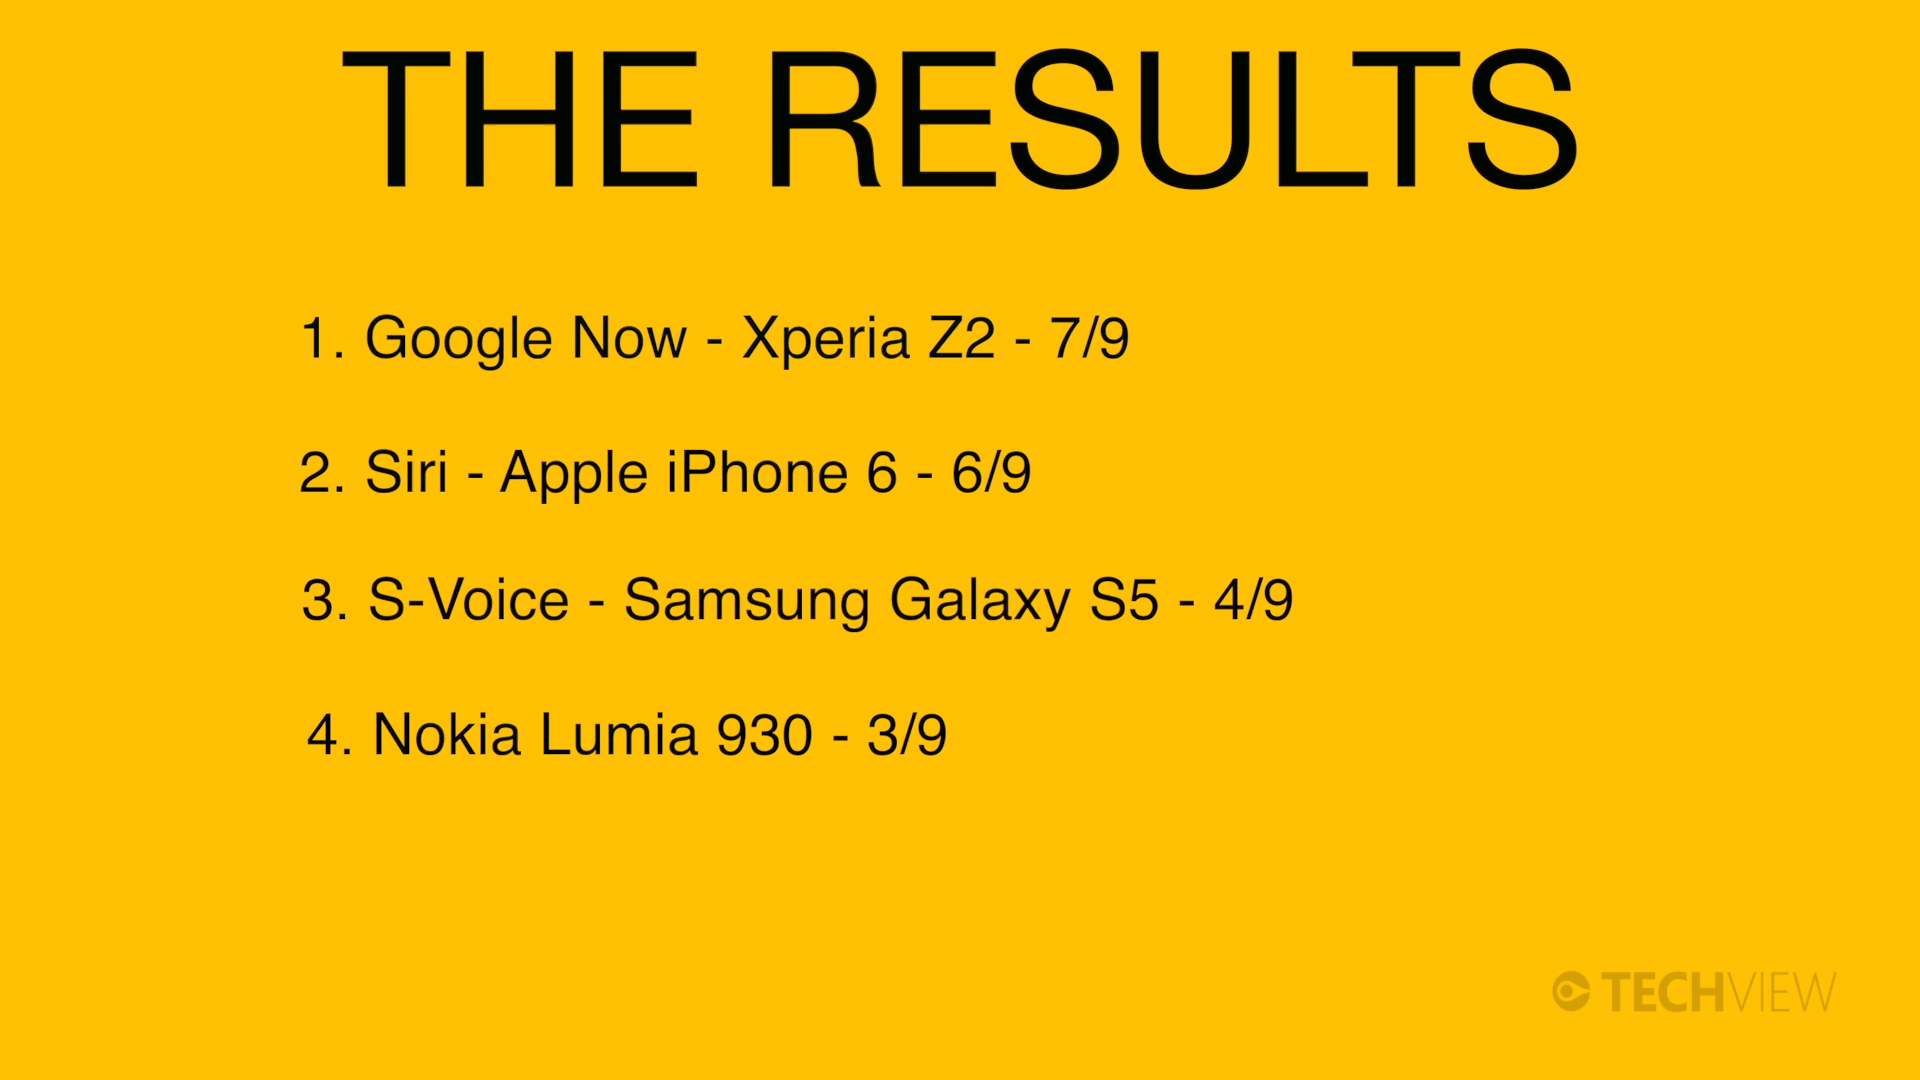 THE RESULTS
1. Google Now - Xperia Z2 - 7/9
2. Siri - Apple iPhone 6 - 6/9
3. S-Voice - Samsung Galaxy S5 - 4/9
4. Nokia Lumia 930 - 3/9
TECHVIEW